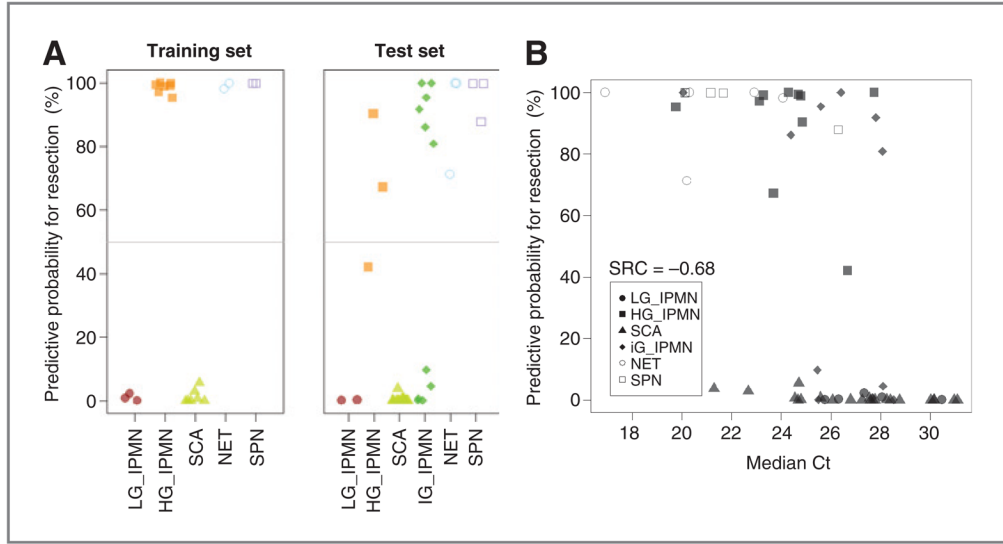 A
Training set
Test set
Predictive probability for resection (%)
100
80
60
40
20
0
LG_IPMN
HG_IPMN
SCA
NET
SPN
LG_IPMN
HG_IPMN
SCA
IG_IPMN
NET
SPN
B
Predictive probability for resection (%)
100
80
60
40
20
0
SRC = –0.68
LG_IPMN
HG_IPMN
SCA
iG_IPMN
NET
SPN
18 20 22 24 26 28 30
Median Ct